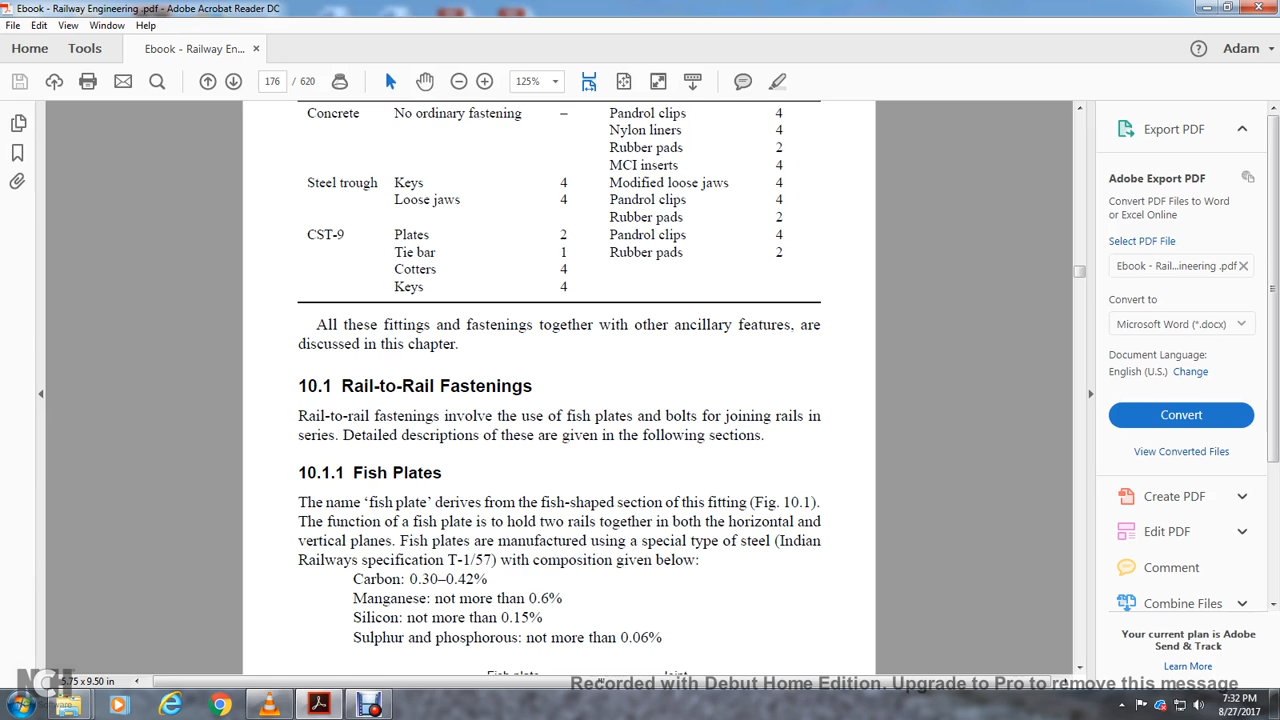 Ebook - Railway Engineering .pdf - Adobe Acrobat Reader DC
File Edit View Window Help
Home Tools Ebook - Railway En... × Adam
176 / 620 125%
Concrete No ordinary fastening – Pandrol clips 4
Nylon liners 4
Rubber pads 2
MCI inserts 4
Steel trough Keys 4 Modified loose jaws 4
Loose jaws 4 Pandrol clips 4
Rubber pads 2
CST-9 Plates 2 Pandrol clips 4
Tie bar 1 Rubber pads 2
Cotters 4
Keys 4
All these fittings and fastenings together with other ancillary features, are
discussed in this chapter.
10.1 Rail-to-Rail Fastenings
Rail-to-rail fastenings involve the use of fish plates and bolts for joining rails in
series. Detailed descriptions of these are given in the following sections.
10.1.1 Fish Plates
The name ‘fish plate’ derives from the fish-shaped section of this fitting (Fig. 10.1).
The function of a fish plate is to hold two rails together in both the horizontal and
vertical planes. Fish plates are manufactured using a special type of steel (Indian
Railways specification T-1/57) with composition given below:
Carbon: 0.30–0.42%
Manganese: not more than 0.6%
Silicon: not more than 0.15%
Sulphur and phosphorous: not more than 0.06%
Fish plate Joint
5.75 x 9.50 in
Export PDF
Adobe Export PDF
Convert PDF Files to Word
or Excel Online
Select PDF File
Ebook - Rail...ineering .pdf ×
Convert to
Microsoft Word (*.docx)
Document Language:
English (U.S.) Change
Convert
View Converted Files
Create PDF
Edit PDF
Comment
Combine Files
Your current plan is Adobe
Send & Track
Learn More
NCH
ware
Recorded with Debut Home Edition. Upgrade to Pro to remove this message
7:32 PM
8/27/2017